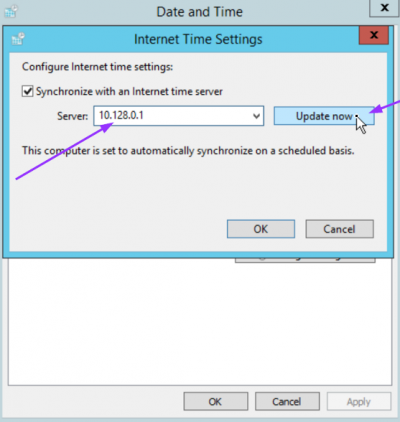 Date and Time
x
Internet Time Settings
x
Configure Internet time settings:
Synchronize with an Internet time server
Server: 10.128.0.1 Update now
This computer is set to automatically synchronize on a scheduled basis.
OK Cancel
OK Cancel Apply